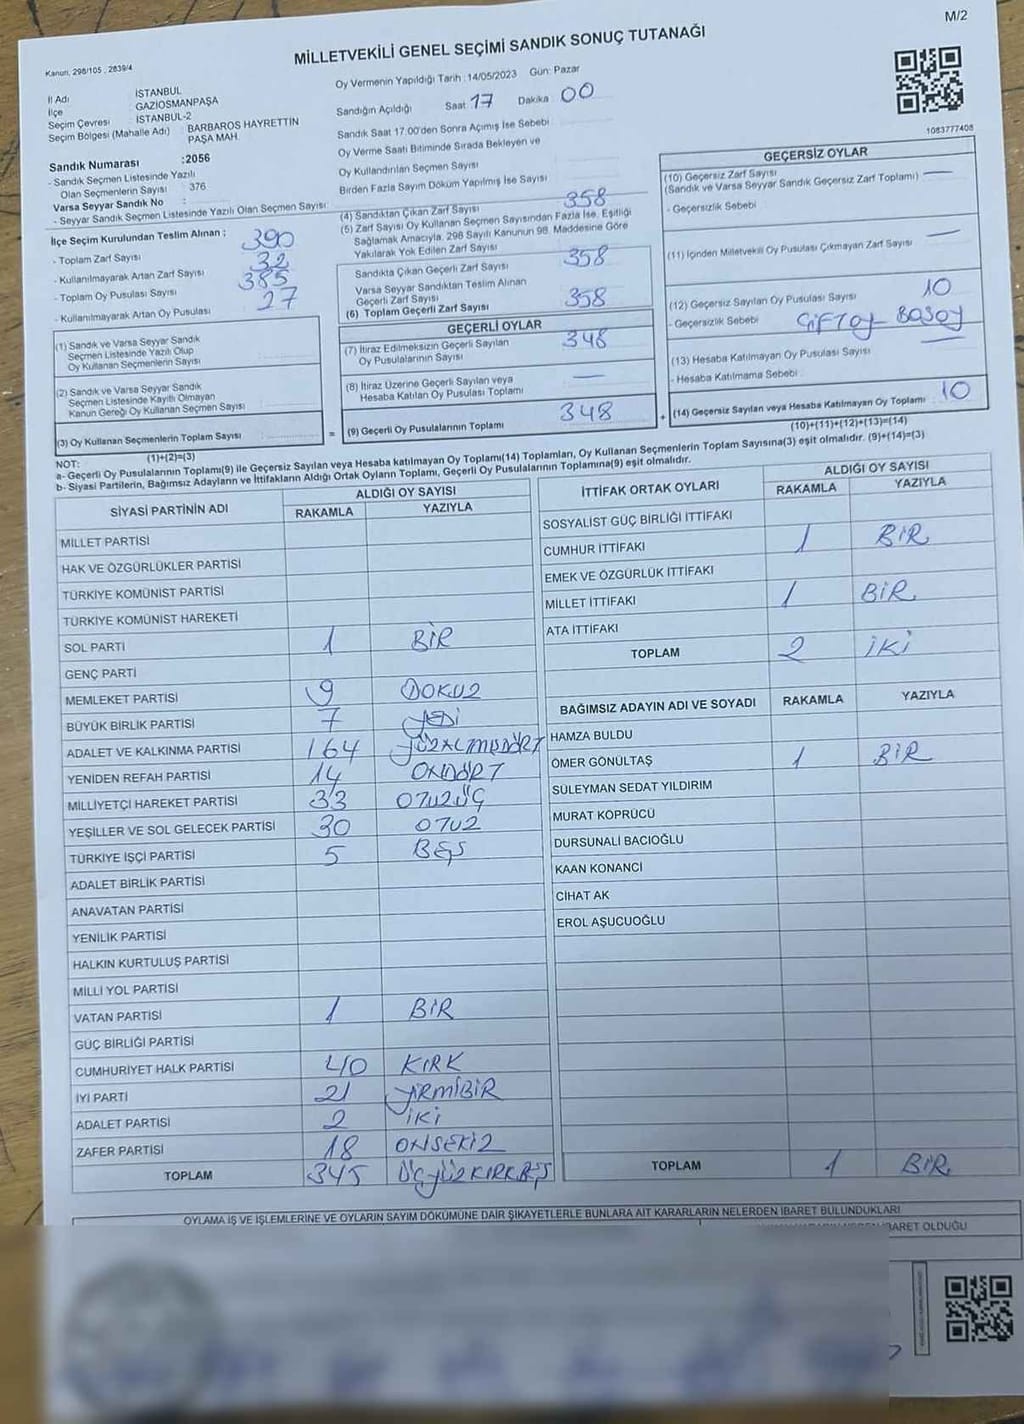 M/2
MİLLETVEKİLİ GENEL SEÇİMİ SANDIK SONUÇ TUTANAĞI
Kanun, 298/105 , 2839/4
İl Adı İSTANBUL
İlçe GAZİOSMANPAŞA
Seçim Çevresi İSTANBUL-2
Seçim Bölgesi (Mahalle Adı) : BARBAROS HAYRETTİN PAŞA MAH.
Sandık Numarası :2056
- Sandık Seçmen Listesinde Yazılı
Olan Seçmenlerin Sayısı : 376
Varsa Seyyar Sandık No :
- Seyyar Sandık Seçmen Listesinde Yazılı Olan Seçmen Sayısı:
Oy Vermenin Yapıldığı Tarih : 14/05/2023 Gün: Pazar
Sandığın Açıldığı Saat 17 Dakika 00
Sandık Saat 17.00'den Sonra Açımış İse Sebebi
Oy Verme Saati Bitiminde Sırada Bekleyen ve
Oy Kullandırılan Seçmen Sayısı
Birden Fazla Sayım Döküm Yapılmış İse Sayısı
1083777408
İlçe Seçim Kurulundan Teslim Alınan ;
- Toplam Zarf Sayısı 390
- Kullanılmayarak Artan Zarf Sayısı 32
- Toplam Oy Pusulası Sayısı 385
- Kullanılmayarak Artan Oy Pusulası 27
(1) Sandık ve Varsa Seyyar Sandık
Seçmen Listesinde Yazılı Olup
Oy Kullanan Seçmenlerin Sayısı
(2) Sandık ve Varsa Seyyar Sandık
Seçmen Listesinde Kayıtlı Olmayan
Kanun Gereği Oy Kullanan Seçmen Sayısı
(3) Oy Kullanan Seçmenlerin Toplam Sayısı
(1)+(2)=(3)
(4) Sandıktan Çıkan Zarf Sayısı 358
(5) Zarf Sayısı Oy Kullanan Seçmen Sayısından Fazla İse, Eşitliği
Sağlamak Amacıyla, 298 Sayılı Kanunun 98. Maddesine Göre
Yakılarak Yok Edilen Zarf Sayısı
Sandıkta Çıkan Geçerli Zarf Sayısı 358
Varsa Seyyar Sandıktan Teslim Alınan
Geçerli Zarf Sayısı
(6) Toplam Geçerli Zarf Sayısı 358
GEÇERLİ OYLAR
(7) İtiraz Edilmeksizin Geçerli Sayılan
Oy Pusulalarının Sayısı 348
(8) İtiraz Üzerine Geçerli Sayılan veya
Hesaba Katılan Oy Pusulası Toplamı —
= (9) Geçerli Oy Pusulalarının Toplamı 348
GEÇERSİZ OYLAR
(10) Geçersiz Zarf Sayısı
(Sandık ve Varsa Seyyar Sandık Geçersiz Zarf Toplamı) —
- Geçersizlik Sebebi
(11) İçinden Milletvekili Oy Pusulası Çıkmayan Zarf Sayısı —
(12) Geçersiz Sayılan Oy Pusulası Sayısı 10
- Geçersizlik Sebebi ÇİFTOY BOŞOY
(13) Hesaba Katılmayan Oy Pusulası Sayısı —
- Hesaba Katılmama Sebebi
+ (14) Geçersiz Sayılan veya Hesaba Katılmayan Oy Toplamı 10
(10)+(11)+(12)+(13)=(14)
NOT:
a- Geçerli Oy Pusulalarının Toplamı(9) ile Geçersiz Sayılan veya Hesaba katılmayan Oy Toplamı(14) Toplamları, Oy Kullanan Seçmenlerin Toplam Sayısına(3) eşit olmalıdır. (9)+(14)=(3)
b- Siyasi Partilerin, Bağımsız Adayların ve İttifakların Aldığı Ortak Oyların Toplamı, Geçerli Oy Pusulalarının Toplamına(9) eşit olmalıdır.
SİYASİ PARTİNİN ADI ALDIĞI OY SAYISI
RAKAMLA YAZIYLA
MİLLET PARTİSİ
HAK VE ÖZGÜRLÜKLER PARTİSİ
TÜRKİYE KOMÜNİST PARTİSİ
TÜRKİYE KOMÜNİST HAREKETİ
SOL PARTİ 1 BİR
GENÇ PARTİ
MEMLEKET PARTİSİ 9 DOKUZ
BÜYÜK BİRLİK PARTİSİ 7 YEDİ
ADALET VE KALKINMA PARTİSİ 164 YÜZALTMIŞDÖRT
YENİDEN REFAH PARTİSİ 14 ONDÖRT
MİLLİYETÇİ HAREKET PARTİSİ 33 OTUZÜÇ
YEŞİLLER VE SOL GELECEK PARTİSİ 30 OTUZ
TÜRKİYE İŞÇİ PARTİSİ 5 BEŞ
ADALET BİRLİK PARTİSİ
ANAVATAN PARTİSİ
YENİLİK PARTİSİ
HALKIN KURTULUŞ PARTİSİ
MİLLİ YOL PARTİSİ
VATAN PARTİSİ 1 BİR
GÜÇ BİRLİĞİ PARTİSİ
CUMHURİYET HALK PARTİSİ 40 KIRK
İYİ PARTİ 21 YİRMİBİR
ADALET PARTİSİ 2 İKİ
ZAFER PARTİSİ 18 ONSEKİZ
TOPLAM 345 ÜÇYÜZKIRKBEŞ
İTTİFAK ORTAK OYLARI ALDIĞI OY SAYISI
RAKAMLA YAZIYLA
SOSYALİST GÜÇ BİRLİĞİ İTTİFAKI
CUMHUR İTTİFAKI 1 BİR
EMEK VE ÖZGÜRLÜK İTTİFAKI
MİLLET İTTİFAKI 1 BİR
ATA İTTİFAKI
TOPLAM 2 İKİ
BAĞIMSIZ ADAYIN ADI VE SOYADI RAKAMLA YAZIYLA
HAMZA BULDU
ÖMER GÖNÜLTAŞ 1 BİR
SÜLEYMAN SEDAT YILDIRIM
MURAT KÖPRÜCÜ
DURSUNALİ BACIOĞLU
KAAN KONANCİ
CİHAT AK
EROL AŞUCUOĞLU
TOPLAM 1 BİR
OYLAMA İŞ VE İŞLEMLERİNE VE OYLARIN SAYIM DÖKÜMÜNE DAİR ŞİKAYETLERLE BUNLARA AİT KARARLARIN NELERDEN İBARET BULUNDUKLARI
İBARET OLDUĞU